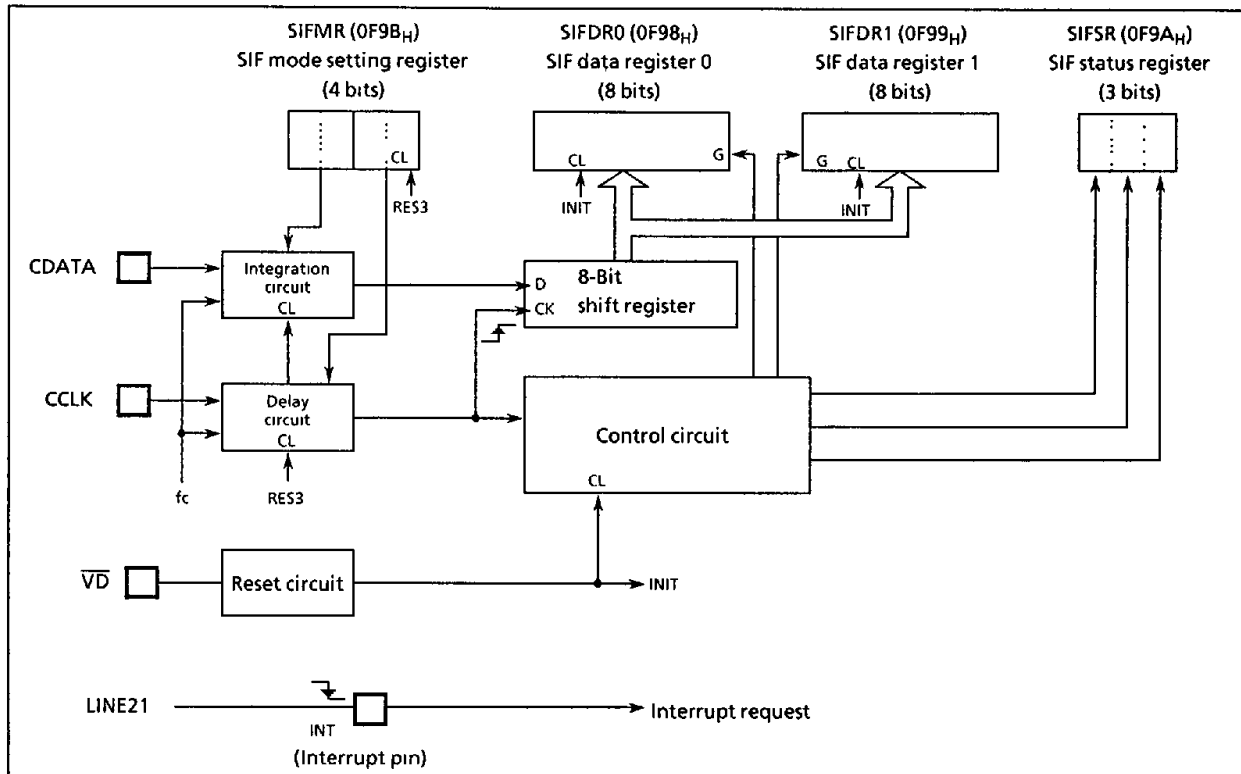 SIFMR (0F9BH)
SIF mode setting register
(4 bits)
SIFDR0 (0F98H)
SIF data register 0
(8 bits)
SIFDR1 (0F99H)
SIF data register 1
(8 bits)
SIFSR (0F9AH)
SIF status register
(3 bits)
CL
RES3
CL
G
INIT
G
CL
INIT
CDATA
Integration
circuit
CL
D
8-Bit
shift register
CK
CCLK
Delay
circuit
CL
fc
RES3
Control circuit
CL
VD
Reset circuit
INIT
LINE21
INT
(Interrupt pin)
Interrupt request